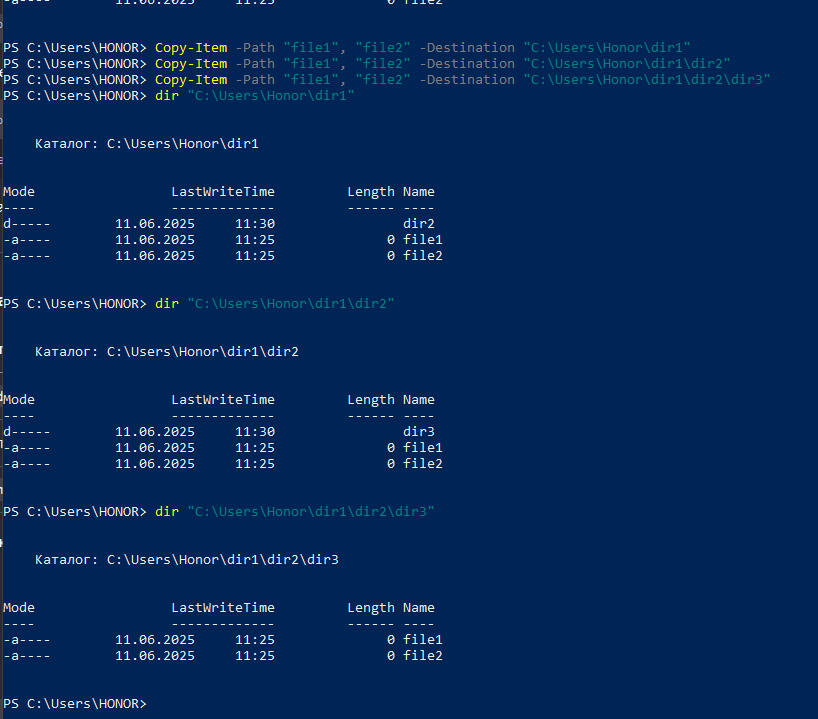 -a---- 11.06.2025 11:25 0 file2
PS C:\Users\HONOR> Copy-Item -Path "file1", "file2" -Destination "C:\Users\Honor\dir1"
PS C:\Users\HONOR> Copy-Item -Path "file1", "file2" -Destination "C:\Users\Honor\dir1\dir2"
PS C:\Users\HONOR> Copy-Item -Path "file1", "file2" -Destination "C:\Users\Honor\dir1\dir2\dir3"
PS C:\Users\HONOR> dir "C:\Users\Honor\dir1"
Каталог: C:\Users\Honor\dir1
Mode LastWriteTime Length Name
---- ------------- ------ ----
d----- 11.06.2025 11:30 dir2
-a---- 11.06.2025 11:25 0 file1
-a---- 11.06.2025 11:25 0 file2
PS C:\Users\HONOR> dir "C:\Users\Honor\dir1\dir2"
Каталог: C:\Users\Honor\dir1\dir2
Mode LastWriteTime Length Name
---- ------------- ------ ----
d----- 11.06.2025 11:30 dir3
-a---- 11.06.2025 11:25 0 file1
-a---- 11.06.2025 11:25 0 file2
PS C:\Users\HONOR> dir "C:\Users\Honor\dir1\dir2\dir3"
Каталог: C:\Users\Honor\dir1\dir2\dir3
Mode LastWriteTime Length Name
---- ------------- ------ ----
-a---- 11.06.2025 11:25 0 file1
-a---- 11.06.2025 11:25 0 file2
PS C:\Users\HONOR>